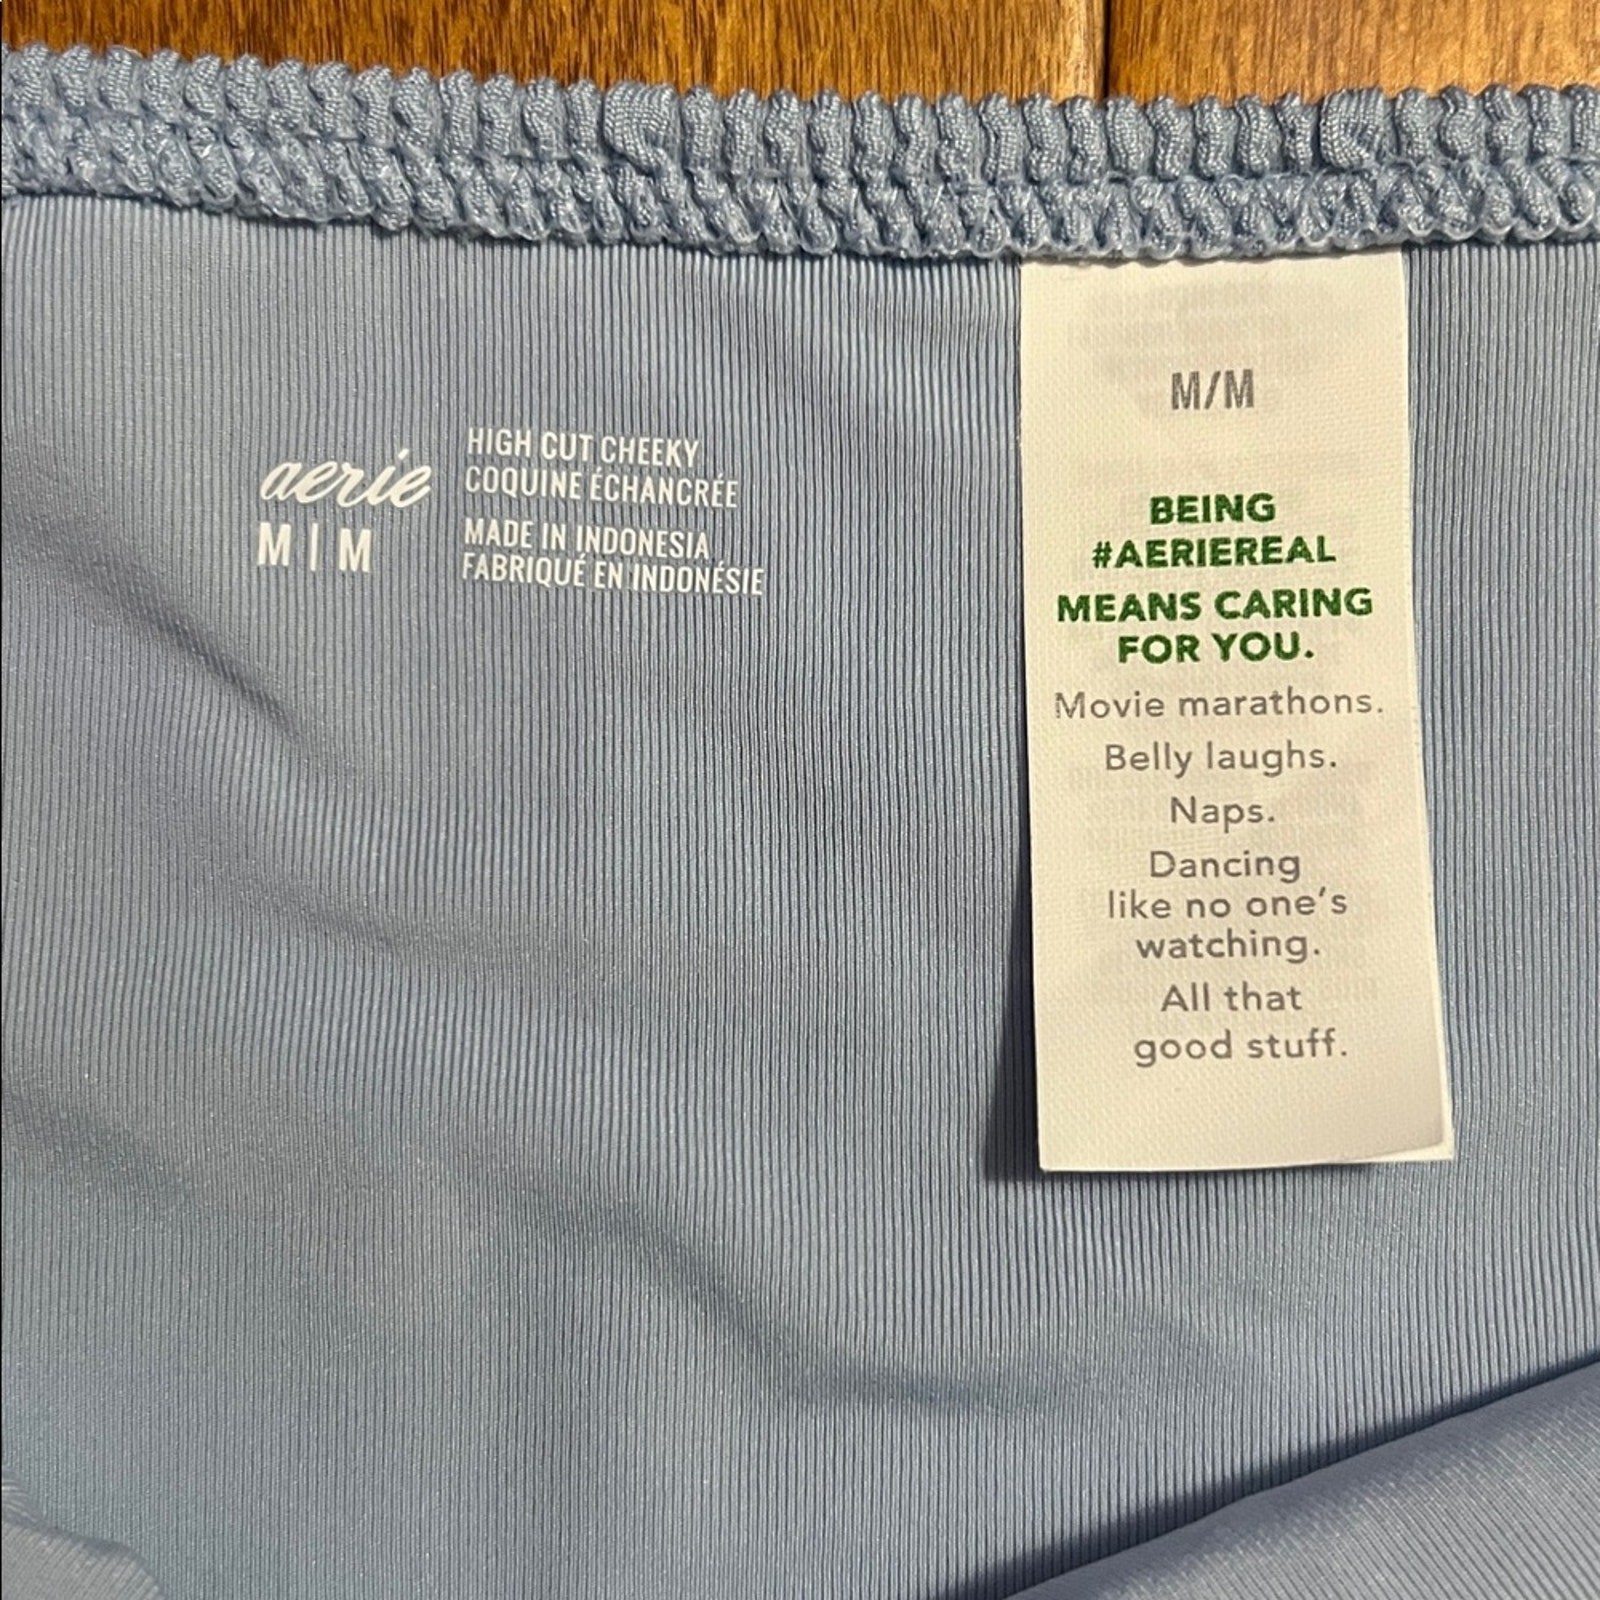 aerie
M | M
HIGH CUT CHEEKY
COQUINE ÉCHANCRÉE
MADE IN INDONESIA
FABRIQUÉ EN INDONÉSIE
M/M
BEING
#AERIEREAL
MEANS CARING
FOR YOU.
Movie marathons.
Belly laughs.
Naps.
Dancing
like no one's
watching.
All that
good stuff.